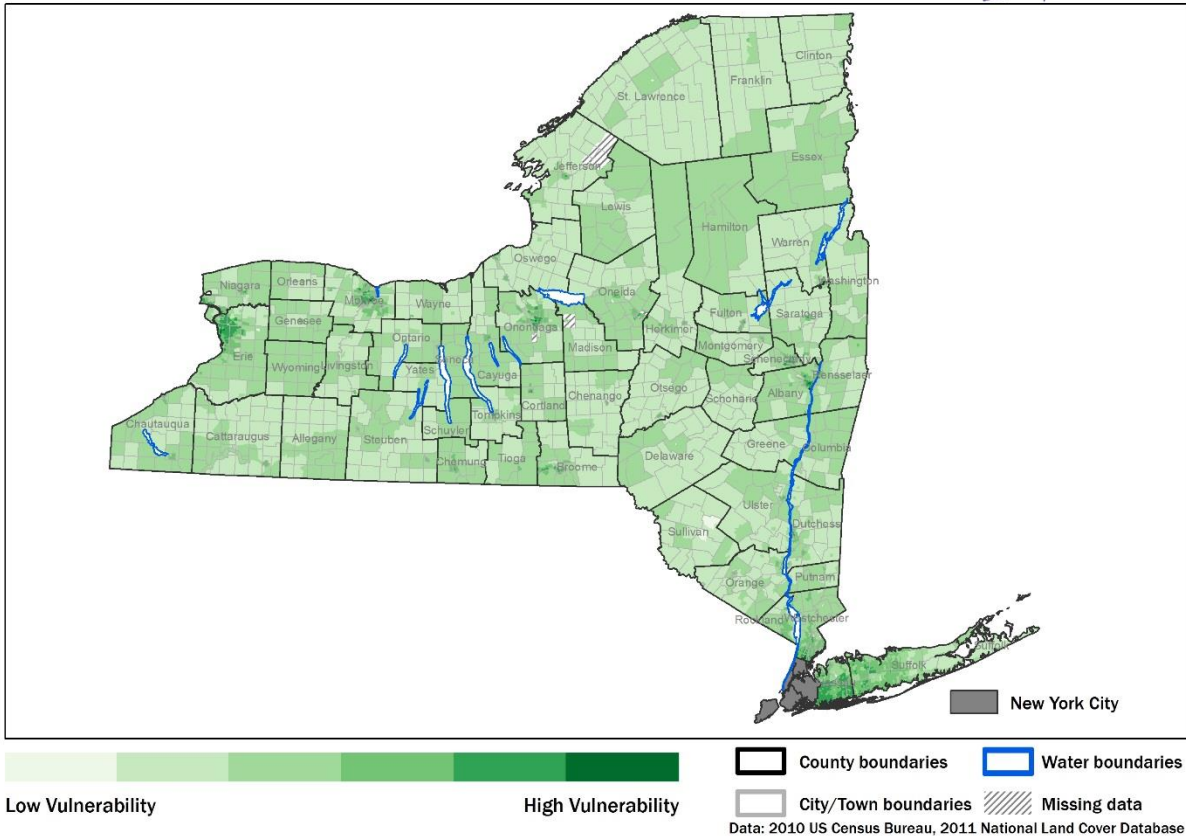 Clinton
Franklin
St. Lawrence
Essex
Jefferson
Lewis
Hamilton
Warren
Oswego
Washington
Niagara
Orleans
Monroe
Wayne
Oneida
Fulton
Saratoga
Genesee
Onondaga
Herkimer
Ontario
Madison
Montgomery
Erie
Wyoming
Livingston
Seneca
Schenectady
Yates
Cayuga
Rensselaer
Otsego
Albany
Cortland
Chenango
Schoharie
Tompkins
Chautauqua
Cattaraugus
Allegany
Steuben
Schuyler
Greene
Columbia
Chemung
Tioga
Broome
Delaware
Ulster
Dutchess
Sullivan
Orange
Putnam
Rockland
Westchester
Suffolk
Suffolk
New York City
Low Vulnerability
High Vulnerability
County boundaries
Water boundaries
City/Town boundaries
Missing data
Data: 2010 US Census Bureau, 2011 National Land Cover Database